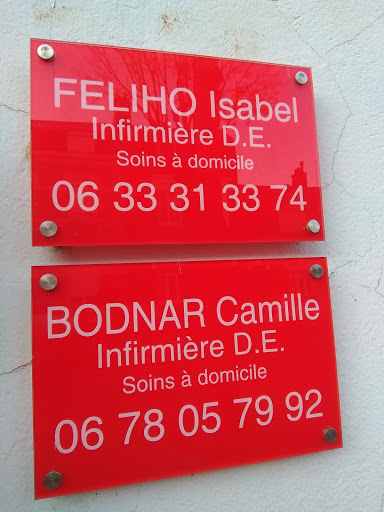 FELIHO Isabel
Infirmière D.E.
Soins à domicile
06 33 31 33 74
BODNAR Camille
Infirmière D.E.
Soins à domicile
06 78 05 79 92